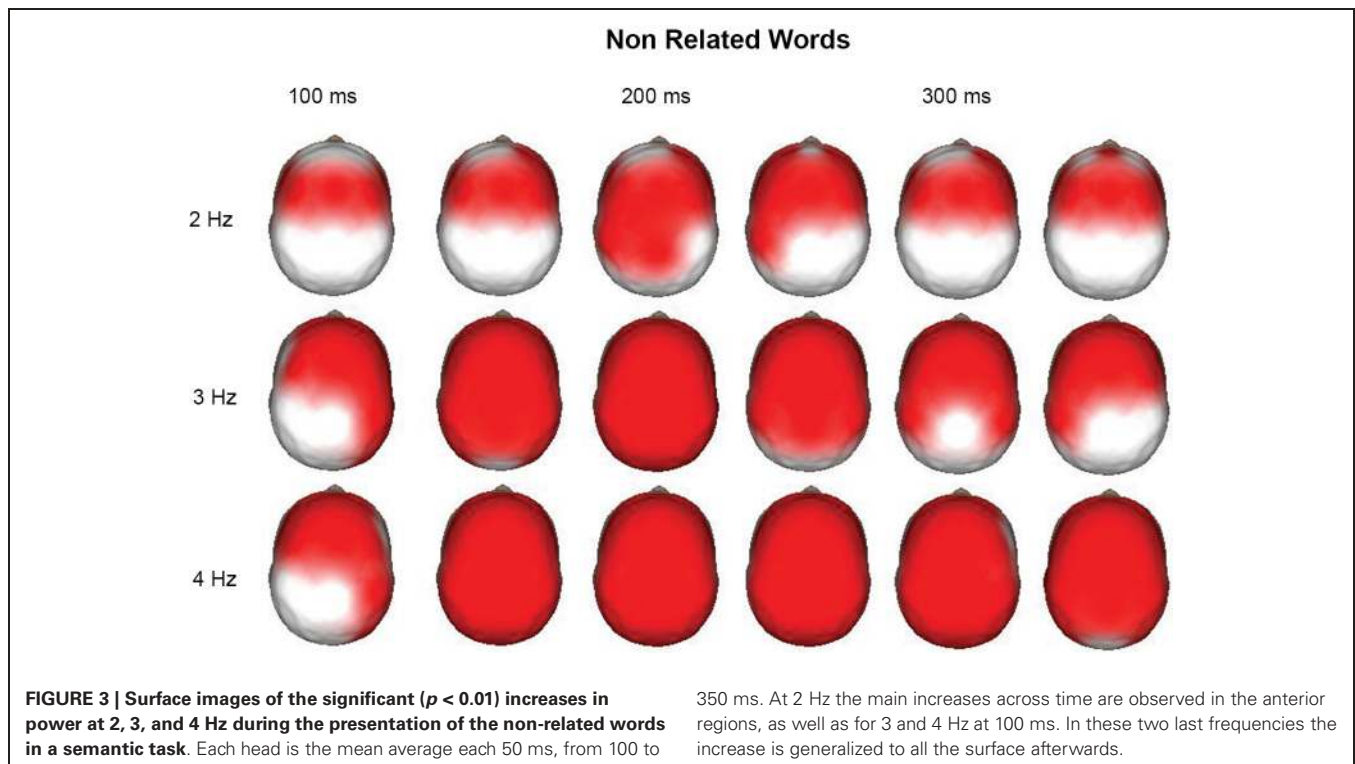 Non Related Words
100 ms 200 ms 300 ms
2 Hz
3 Hz
4 Hz
FIGURE 3 | Surface images of the significant (p < 0.01) increases in
power at 2, 3, and 4 Hz during the presentation of the non-related words
in a semantic task. Each head is the mean average each 50 ms, from 100 to
350 ms. At 2 Hz the main increases across time are observed in the anterior
regions, as well as for 3 and 4 Hz at 100 ms. In these two last frequencies the
increase is generalized to all the surface afterwards.